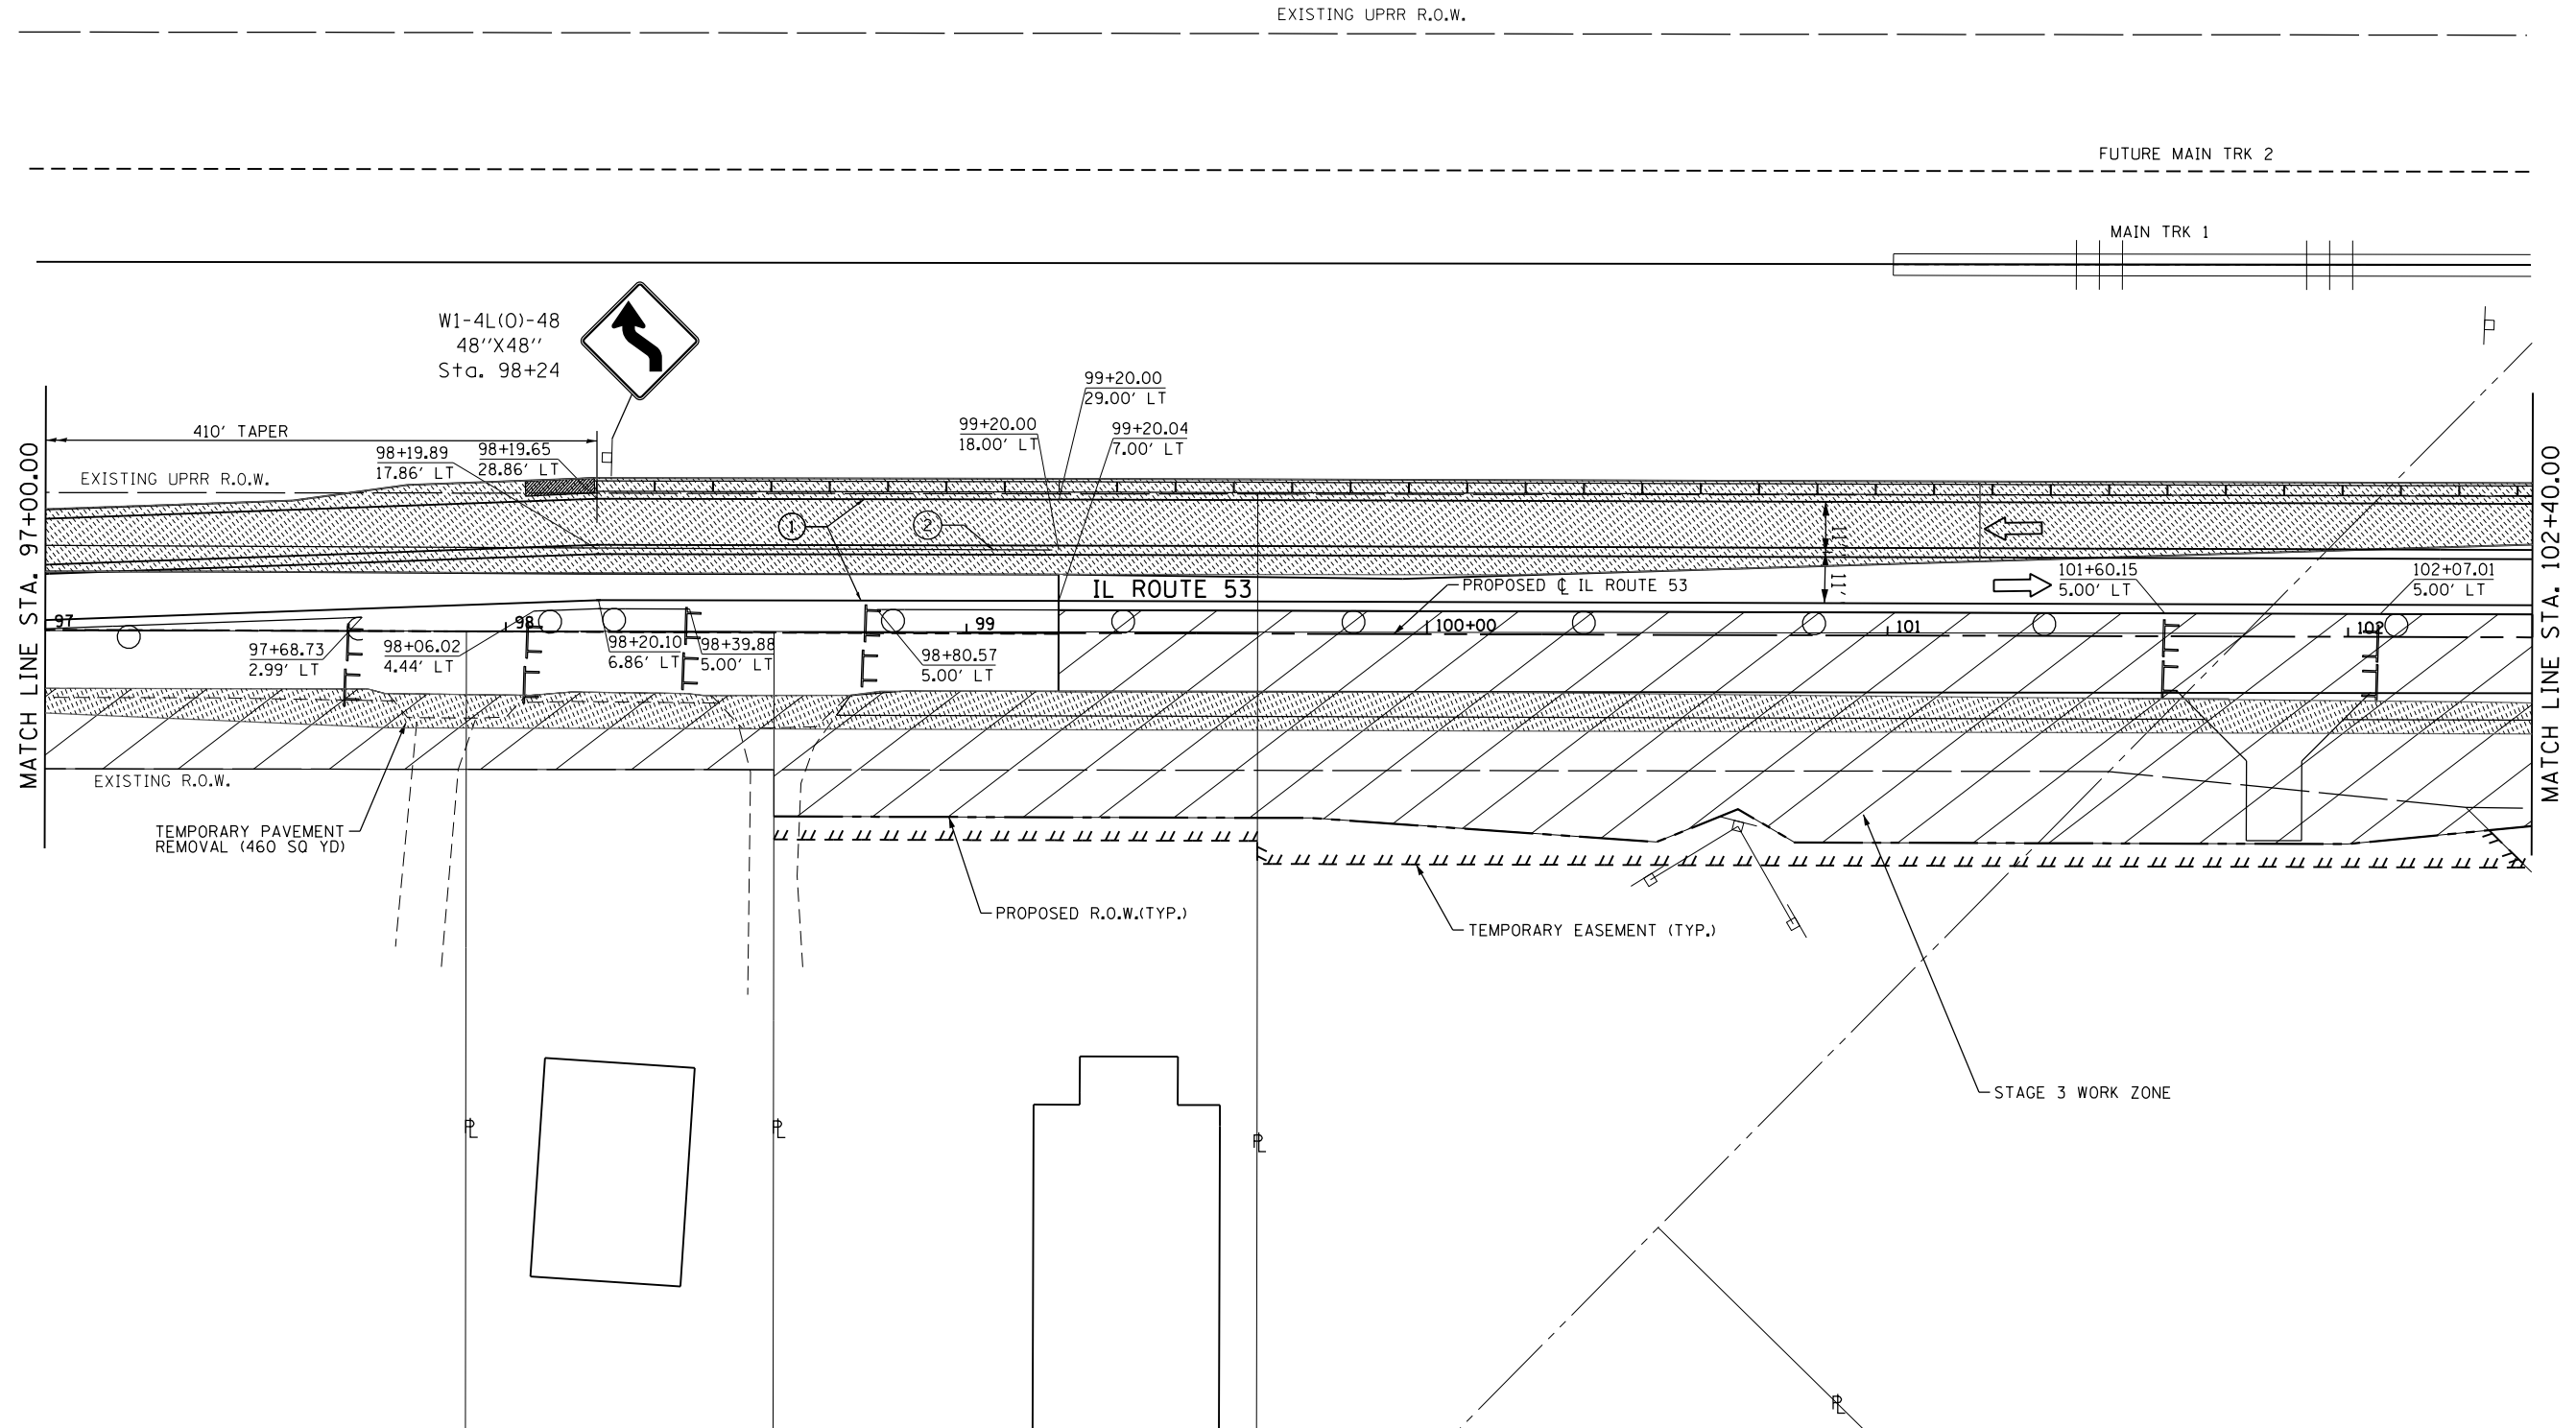 EXISTING UPRR R.O.W.
FUTURE MAIN TRK 2
MAIN TRK 1
W1-4L(O)-48
48''X48''
Sta. 98+24
MATCH LINE STA. 97+00.00
MATCH LINE STA. 102+40.00
410' TAPER
EXISTING UPRR R.O.W.
98+19.89
17.86' LT
98+19.65
28.86' LT
99+20.00
18.00' LT
99+20.00
29.00' LT
99+20.04
7.00' LT
1
2
11'
11'
IL ROUTE 53
PROPOSED ℄ IL ROUTE 53
101+60.15
5.00' LT
102+07.01
5.00' LT
97
98
99
100+00
101
102
97+68.73
2.99' LT
98+06.02
4.44' LT
98+20.10
6.86' LT
98+39.88
5.00' LT
98+80.57
5.00' LT
EXISTING R.O.W.
TEMPORARY PAVEMENT
REMOVAL (460 SQ YD)
PROPOSED R.O.W.(TYP.)
TEMPORARY EASEMENT (TYP.)
STAGE 3 WORK ZONE
PL
PL
PL
PL